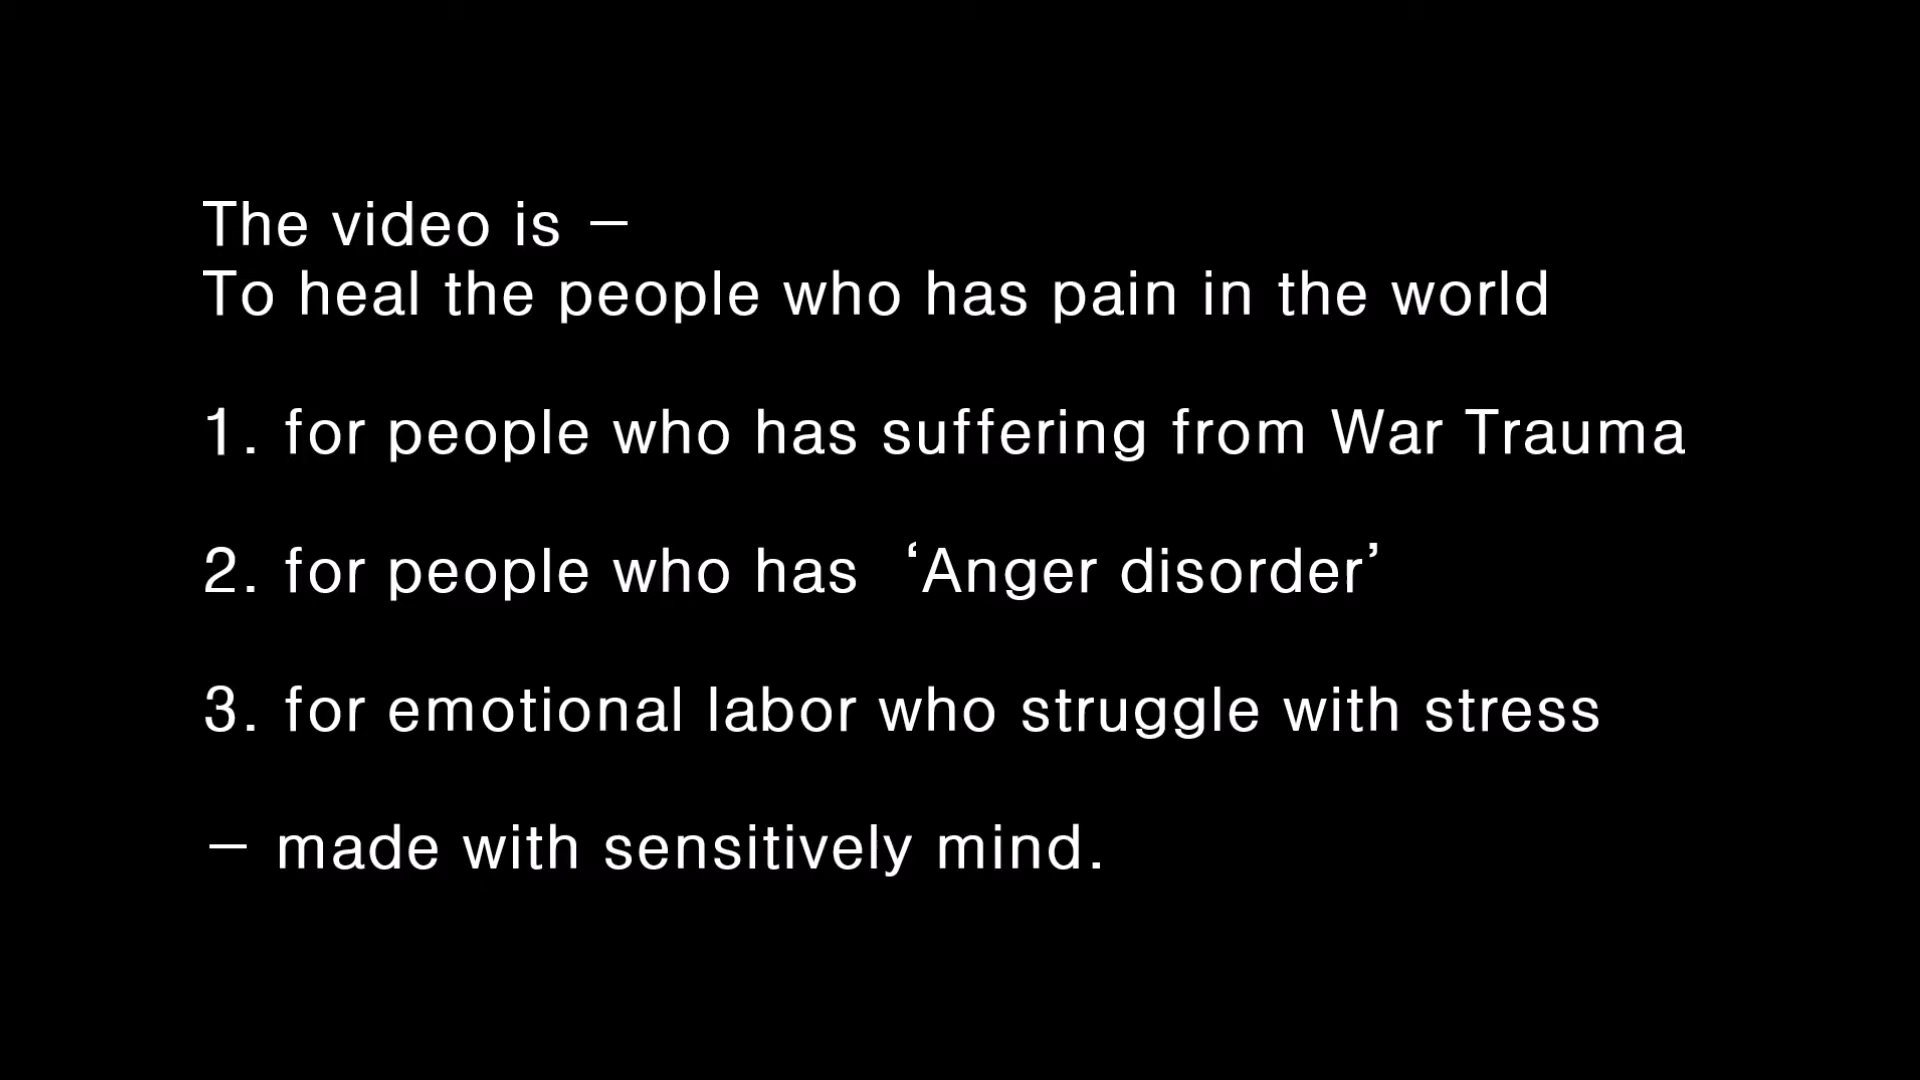 The video is –
To heal the people who has pain in the world
1. for people who has suffering from War Trauma
2. for people who has ‘Anger disorder’
3. for emotional labor who struggle with stress
– made with sensitively mind.